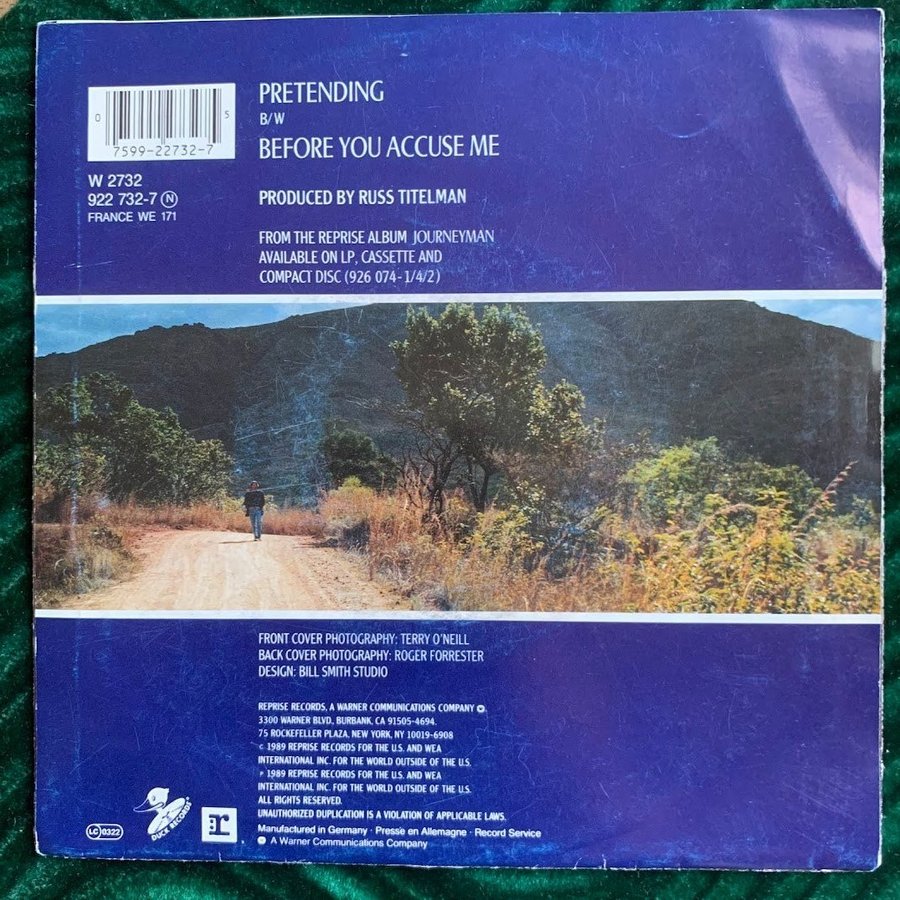 PRETENDING
B/W
BEFORE YOU ACCUSE ME
0
5
7599-22732-7
W 2732
922 732-7 Ⓝ
FRANCE WE 171
PRODUCED BY RUSS TITELMAN
FROM THE REPRISE ALBUM JOURNEYMAN
AVAILABLE ON LP, CASSETTE AND
COMPACT DISC (926 074-1/4/2)
FRONT COVER PHOTOGRAPHY: TERRY O'NEILL
BACK COVER PHOTOGRAPHY: ROGER FORRESTER
DESIGN: BILL SMITH STUDIO
REPRISE RECORDS, A WARNER COMMUNICATIONS COMPANY
3300 WARNER BLVD., BURBANK, CA 91505-4694.
75 ROCKEFELLER PLAZA, NEW YORK, NY 10019-6908
© 1989 REPRISE RECORDS FOR THE U.S. AND WEA
INTERNATIONAL INC. FOR THE WORLD OUTSIDE OF THE U.S.
℗ 1989 REPRISE RECORDS FOR THE U.S. AND WEA
INTERNATIONAL INC. FOR THE WORLD OUTSIDE OF THE U.S.
ALL RIGHTS RESERVED.
UNAUTHORIZED DUPLICATION IS A VIOLATION OF APPLICABLE LAWS.
Manufactured in Germany · Presse en Allemagne · Record Service
A Warner Communications Company
LC 0322
DUCK RECORDS
r